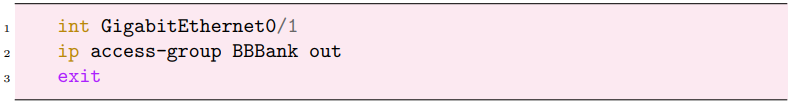 1 int GigabitEthernet0/1
2 ip access-group BBBank out
3 exit